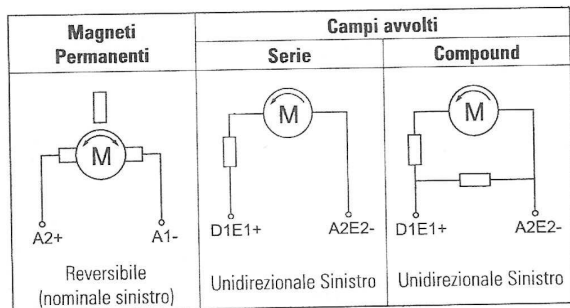 Magneti
Permanenti
Campi avvolti
Serie
Compound
M
A2+
A1-
Reversibile
(nominale sinistro)
M
D1E1+
A2E2-
Unidirezionale Sinistro
M
D1E1+
A2E2-
Unidirezionale Sinistro